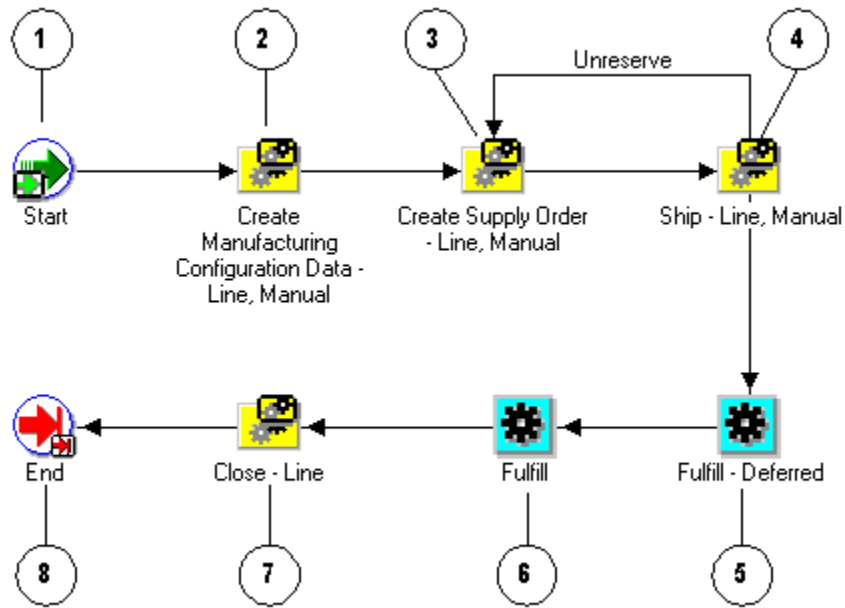 1
2
3
4
Unreserve
Start
Create
Manufacturing
Configuration Data -
Line, Manual
Create Supply Order
- Line, Manual
Ship - Line, Manual
End
Close - Line
Fulfill
Fulfill - Deferred
8
7
6
5